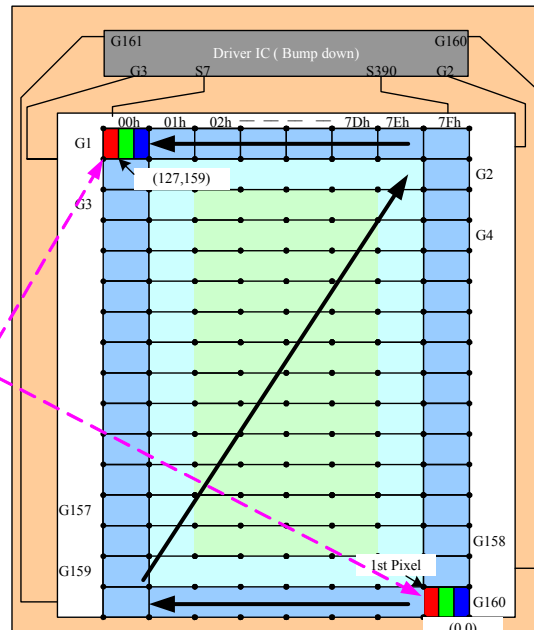 G161 G160
Driver IC ( Bump down)
G3 S7 S390 G2
00h 01h 02h 7Dh 7Eh 7Fh
G1
G2
(127,159)
G3
G4
G157
G158
1st Pixel
G159
G160
(0,0)